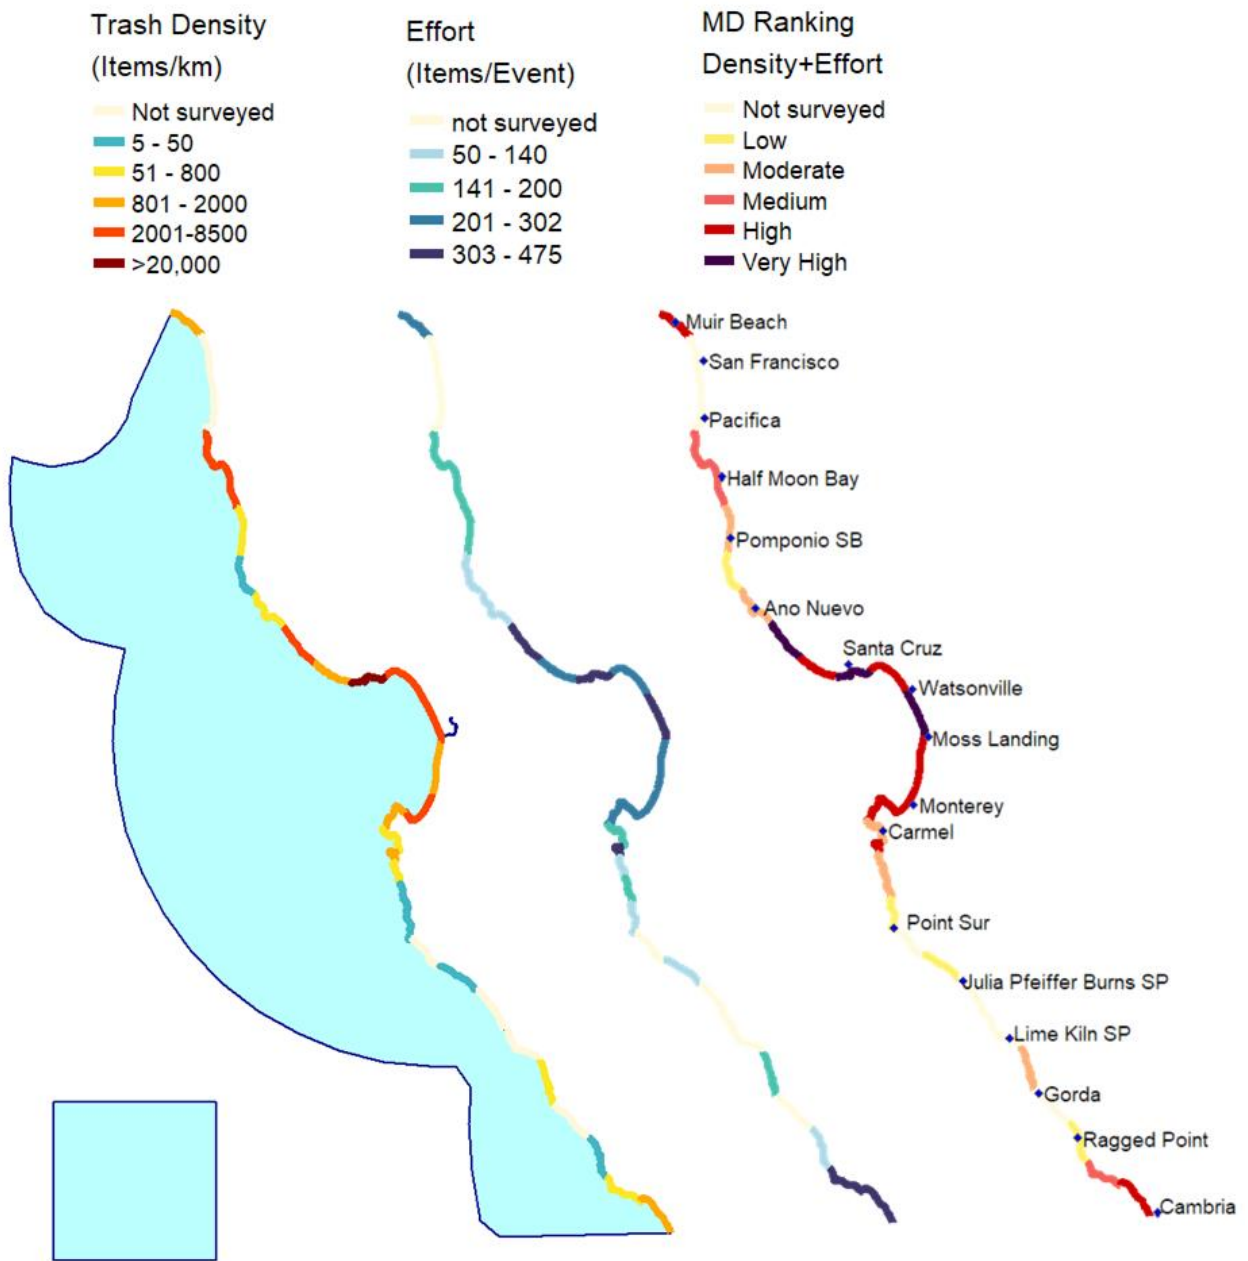 Trash Density
(Items/km)
Not surveyed
5 - 50
51 - 800
801 - 2000
2001-8500
>20,000
Effort
(Items/Event)
not surveyed
50 - 140
141 - 200
201 - 302
303 - 475
MD Ranking
Density+Effort
Not surveyed
Low
Moderate
Medium
High
Very High
Muir Beach
San Francisco
Pacifica
Half Moon Bay
Pomponio SB
Ano Nuevo
Santa Cruz
Watsonville
Moss Landing
Monterey
Carmel
Point Sur
Julia Pfeiffer Burns SP
Lime Kiln SP
Gorda
Ragged Point
Cambria